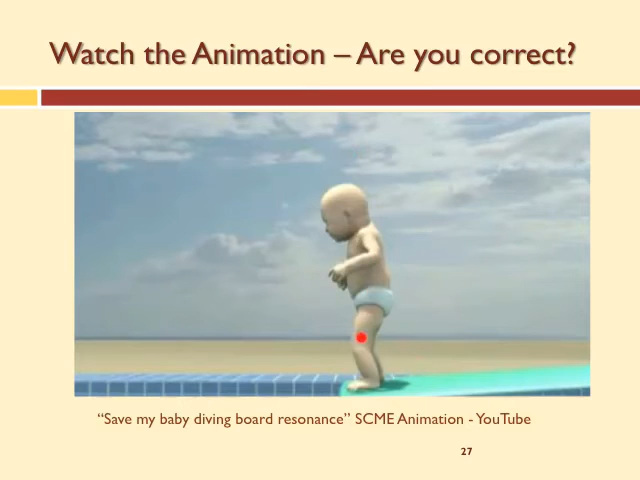 Watch the Animation – Are you correct?
“Save my baby diving board resonance” SCME Animation - YouTube
27